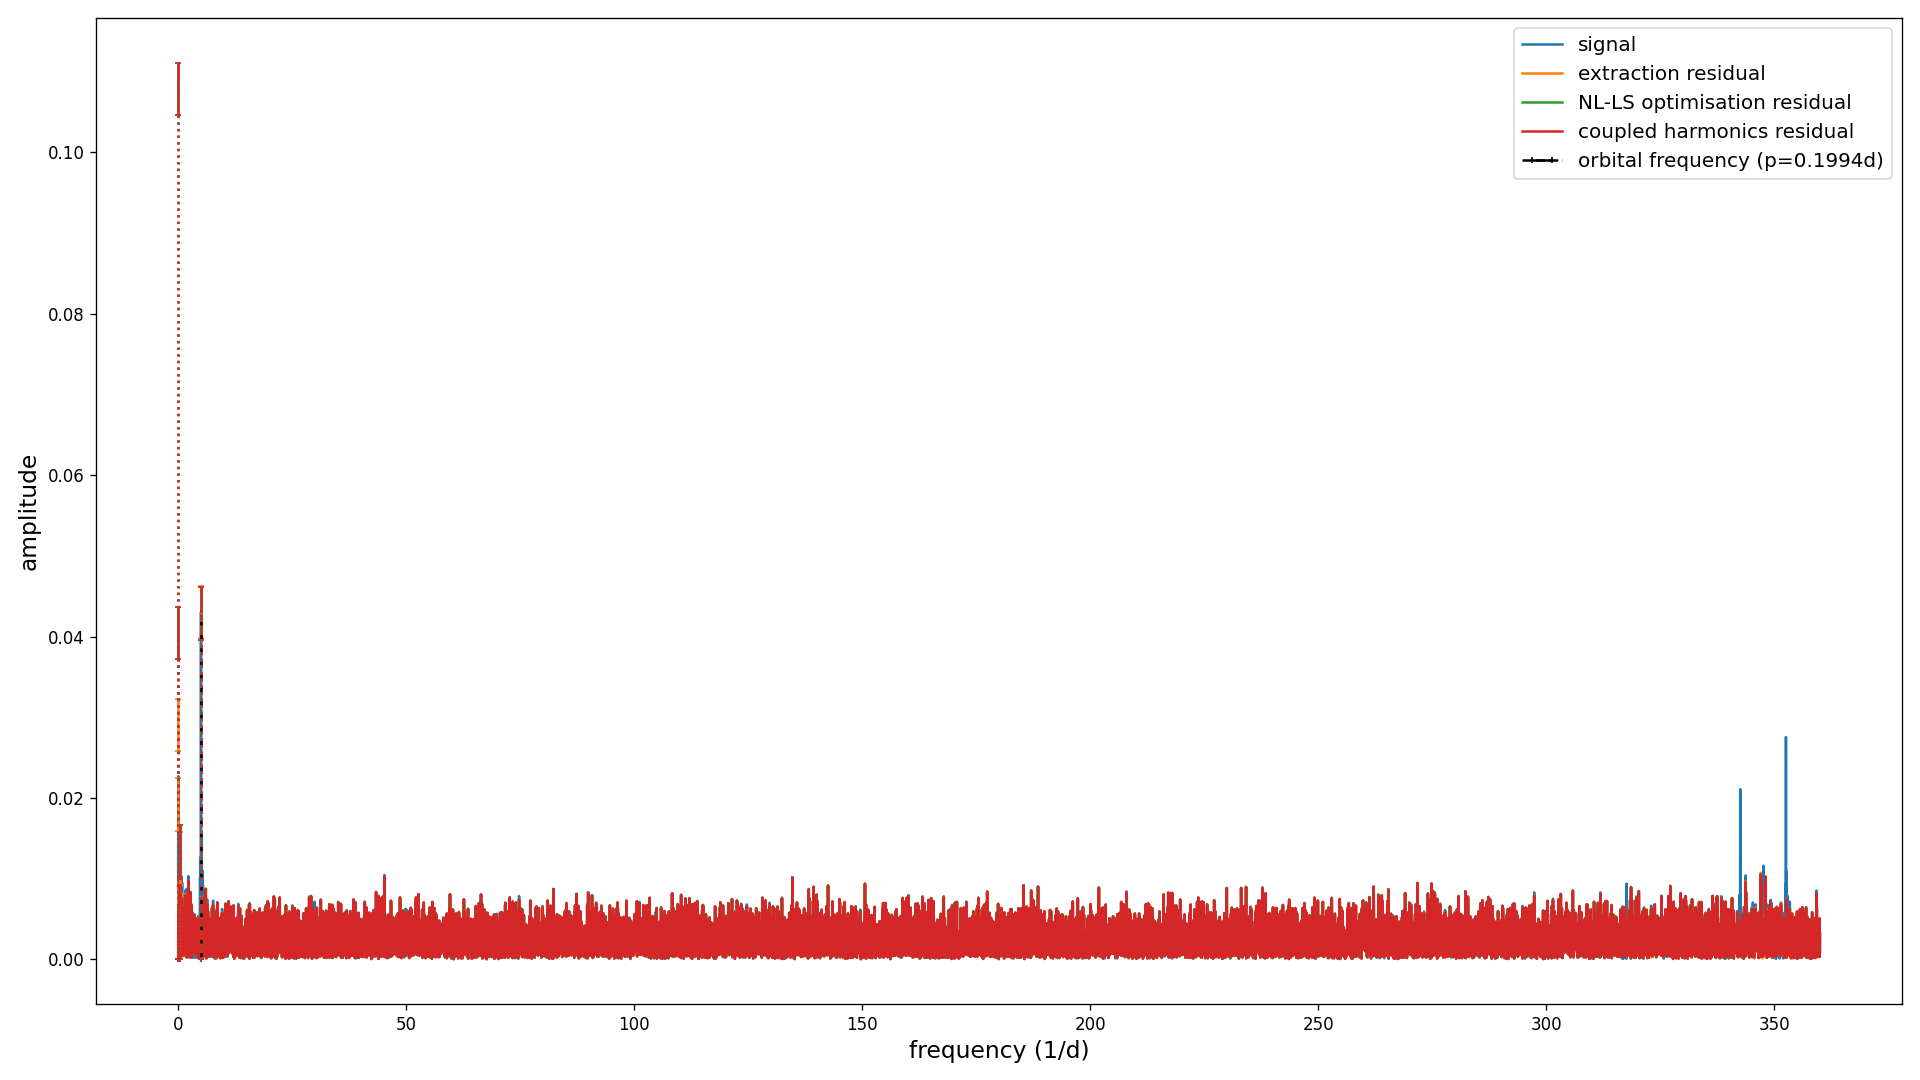 signal
extraction residual
NL-LS optimisation residual
coupled harmonics residual
orbital frequency (p=0.1994d)
amplitude
0.10
0.08
0.06
0.04
0.02
0.00
0 50 100 150 200 250 300 350
frequency (1/d)